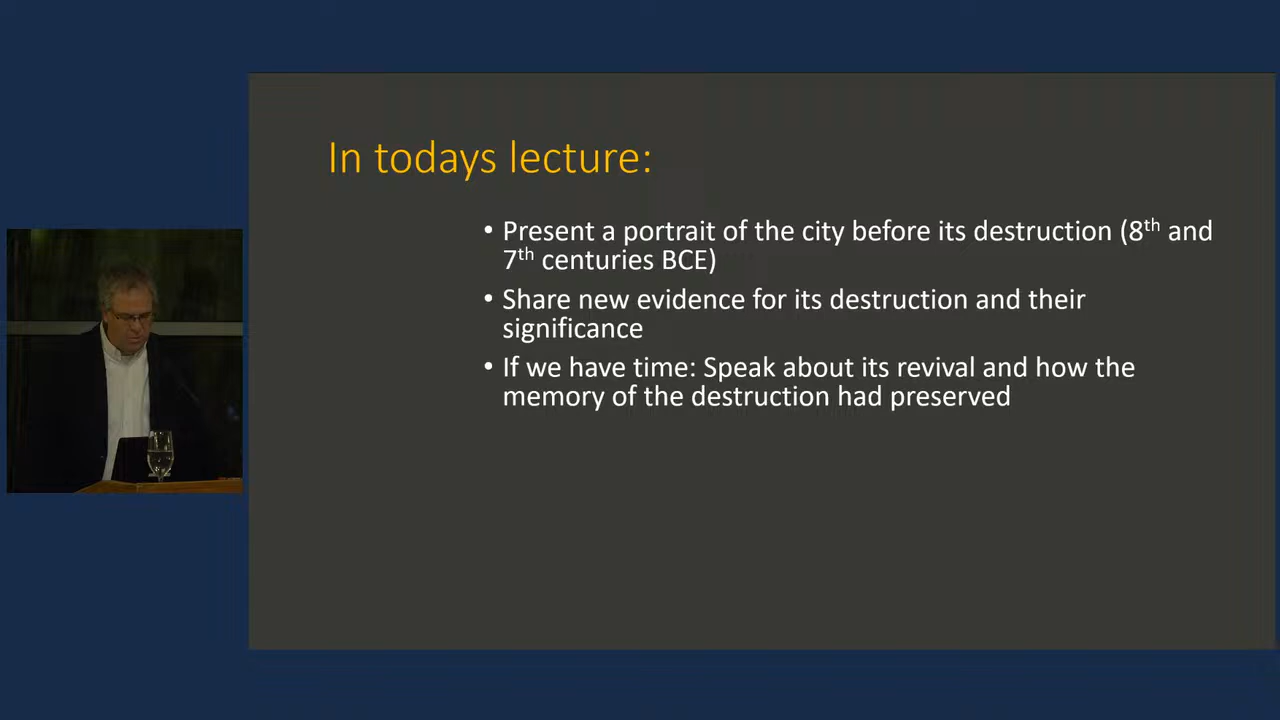 In todays lecture:
• Present a portrait of the city before its destruction (8th and
7th centuries BCE)
• Share new evidence for its destruction and their
significance
• If we have time: Speak about its revival and how the
memory of the destruction had preserved